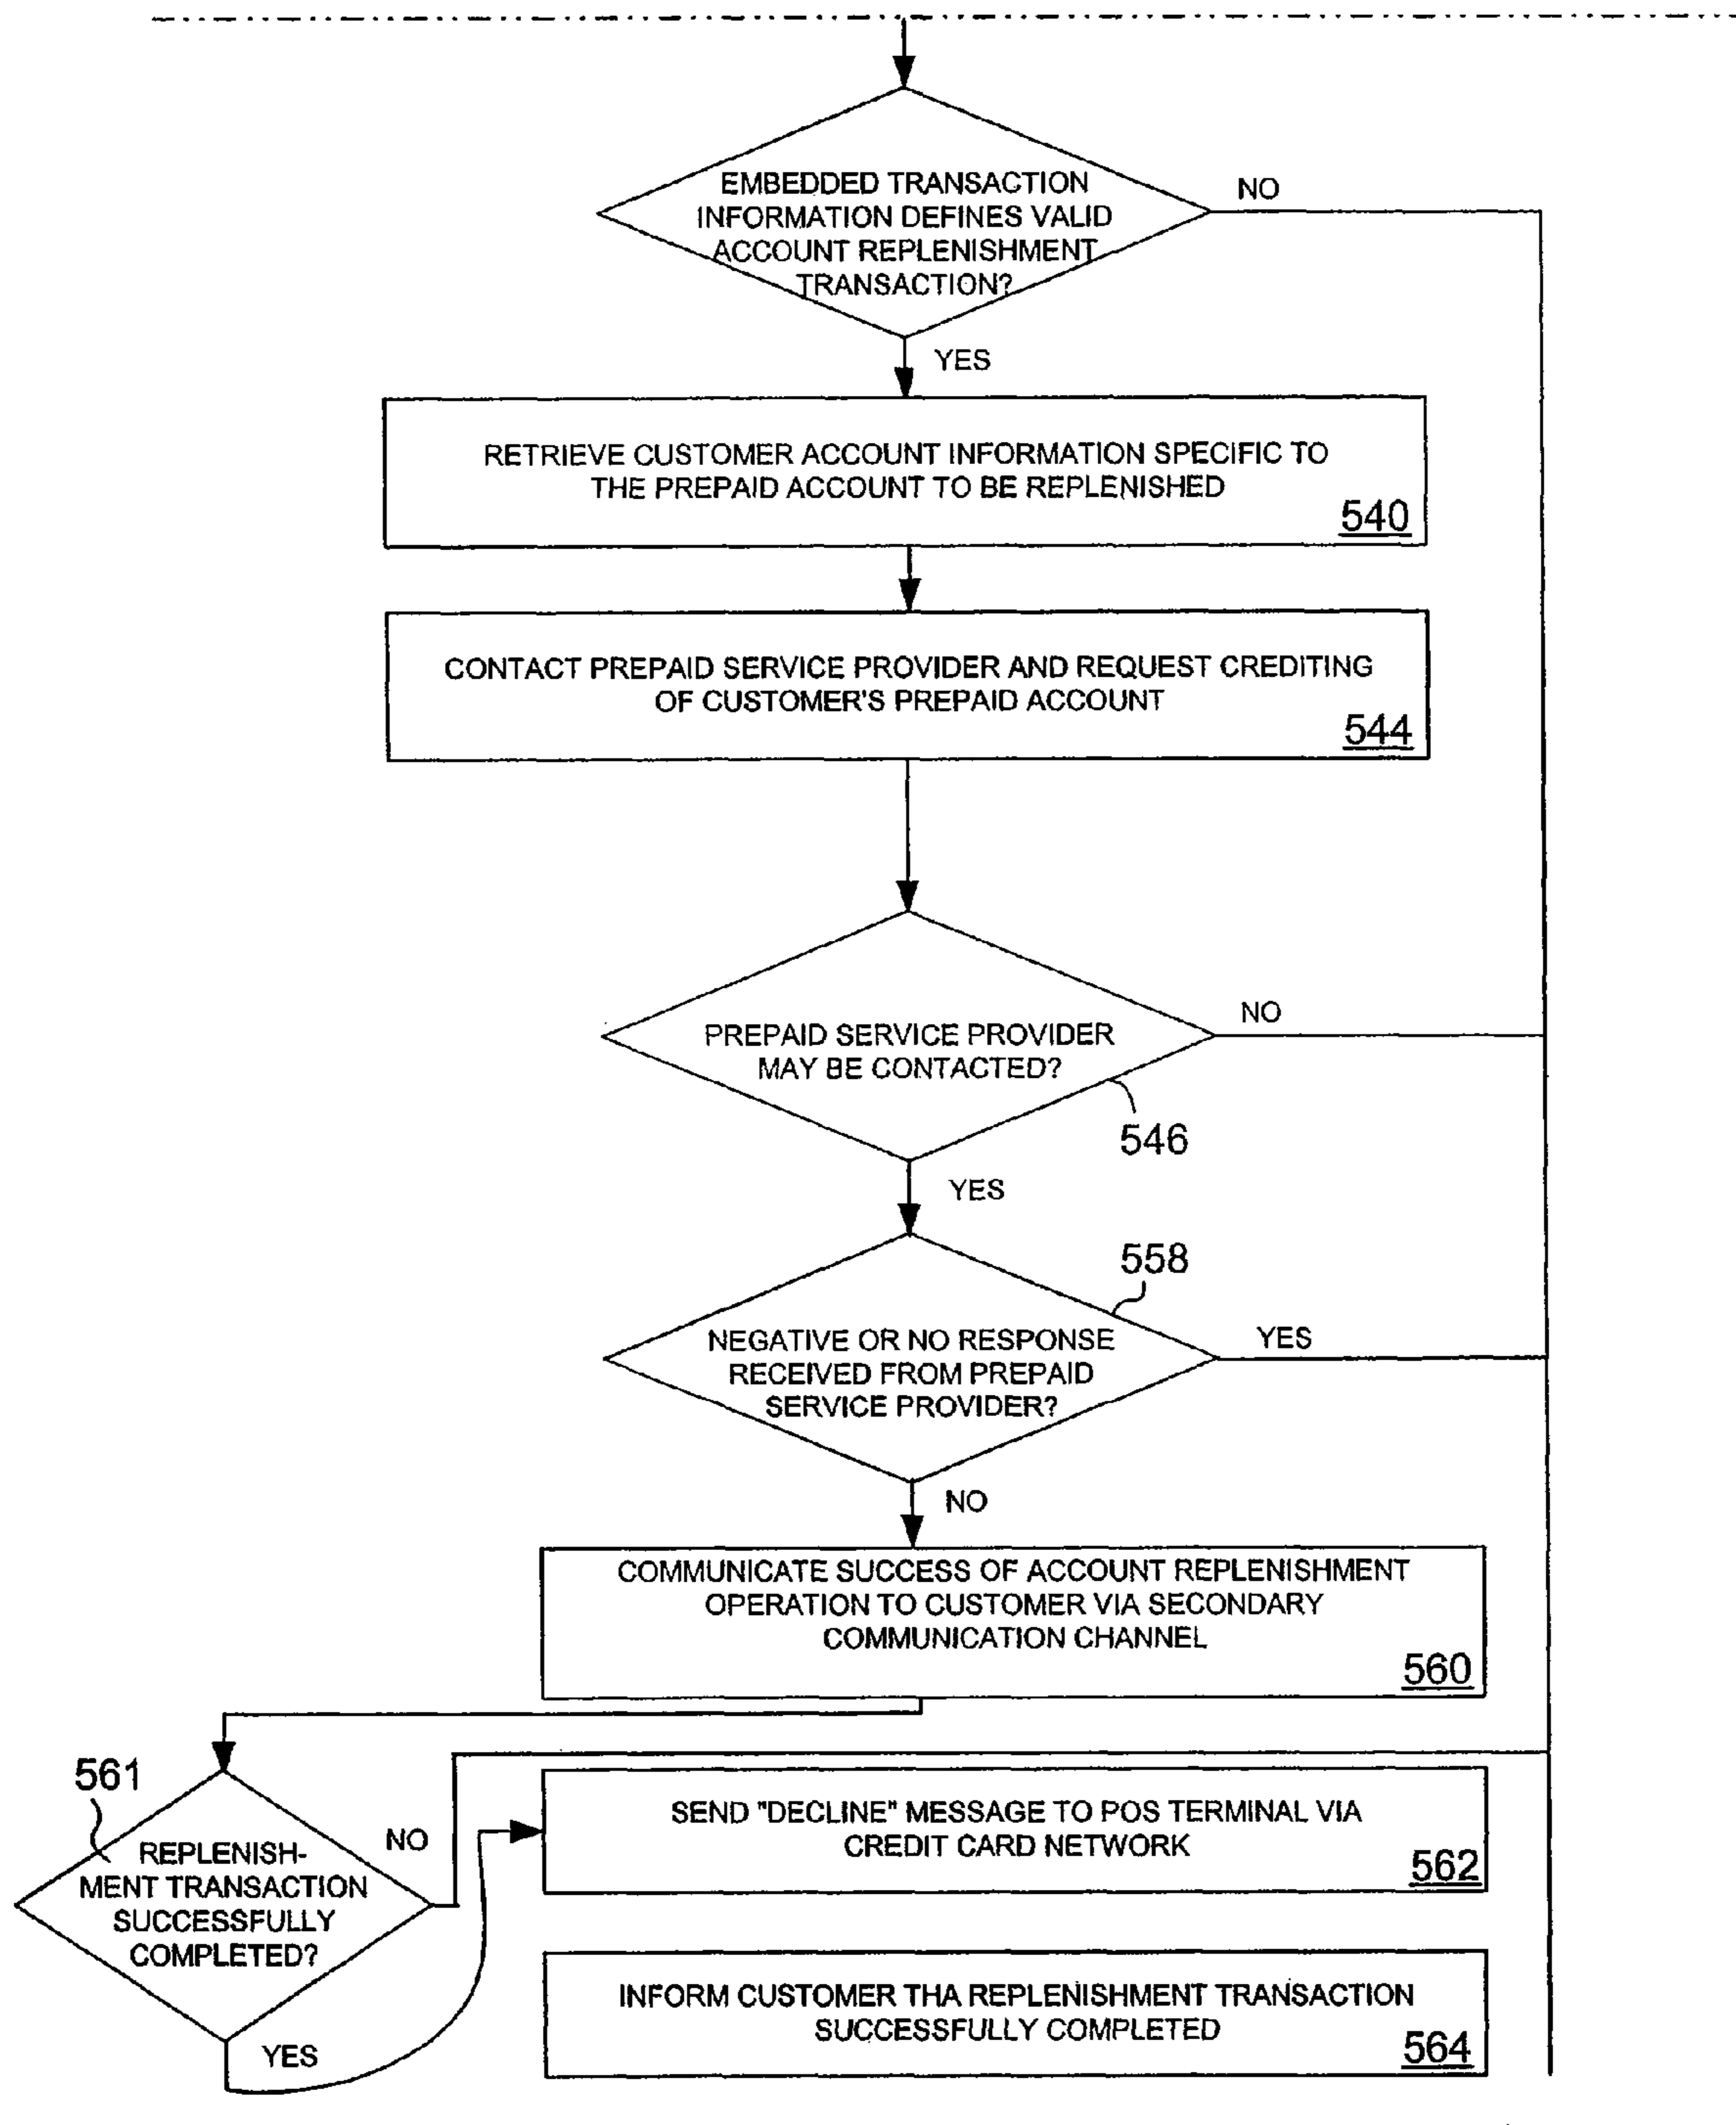 EMBEDDED TRANSACTION
INFORMATION DEFINES VALID
ACCOUNT REPLENISHMENT
TRANSACTION?
NO
YES
RETRIEVE CUSTOMER ACCOUNT INFORMATION SPECIFIC TO
THE PREPAID ACCOUNT TO BE REPLENISHED
540
CONTACT PREPAID SERVICE PROVIDER AND REQUEST CREDITING
OF CUSTOMER'S PREPAID ACCOUNT
544
PREPAID SERVICE PROVIDER
MAY BE CONTACTED?
NO
546
YES
558
NEGATIVE OR NO RESPONSE
RECEIVED FROM PREPAID
SERVICE PROVIDER?
YES
NO
COMMUNICATE SUCCESS OF ACCOUNT REPLENISHMENT
OPERATION TO CUSTOMER VIA SECONDARY
COMMUNICATION CHANNEL
560
561
REPLENISH-
MENT TRANSACTION
SUCCESSFULLY
COMPLETED?
NO
YES
SEND "DECLINE" MESSAGE TO POS TERMINAL VIA
CREDIT CARD NETWORK
562
INFORM CUSTOMER THA REPLENISHMENT TRANSACTION
SUCCESSFULLY COMPLETED
564